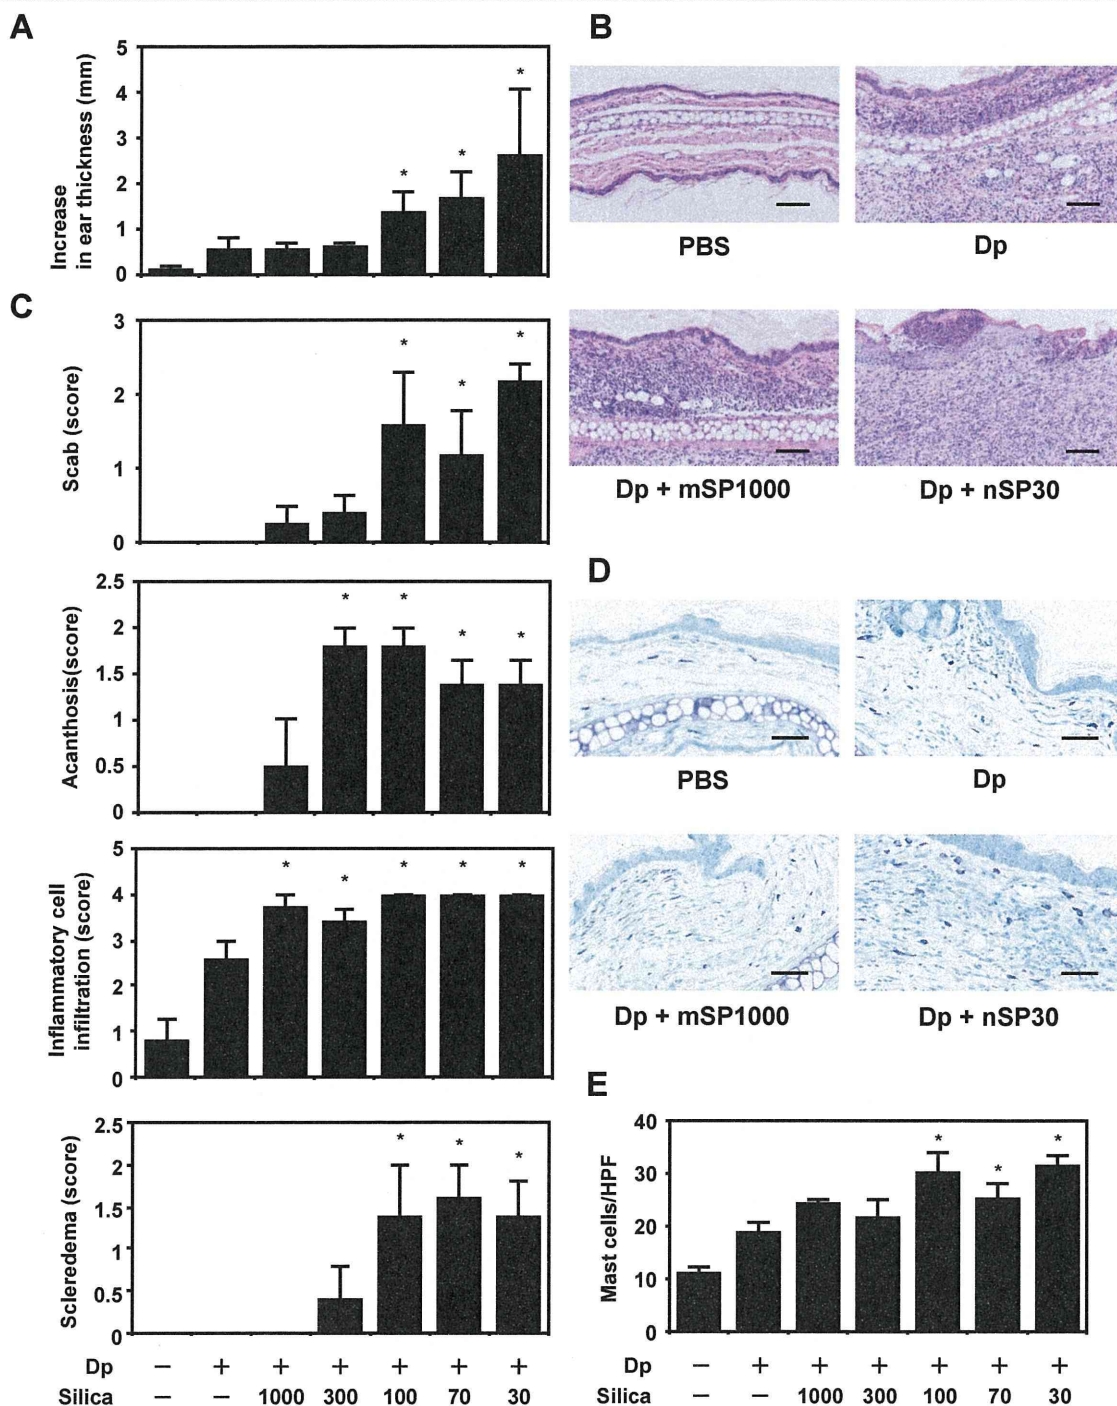 A
Increase
in ear thickness (mm)
5
4
3
2
1
0
* * *
B
PBS
Dp
Dp + mSP1000
Dp + nSP30
C
Scab (score)
3
2
1
0
* * *
Acanthosis(score)
2.5
2
1.5
1
0.5
0
* * * *
Inflammatory cell
infiltration (score)
5
4
3
2
1
0
* * * * *
Scleredema (score)
2.5
2
1.5
1
0.5
0
* * *
Dp − + + + + + +
Silica − − 1000 300 100 70 30
D
PBS
Dp
Dp + mSP1000
Dp + nSP30
E
Mast cells/HPF
40
30
20
10
0
* * *
Dp − + + + + + +
Silica − − 1000 300 100 70 30